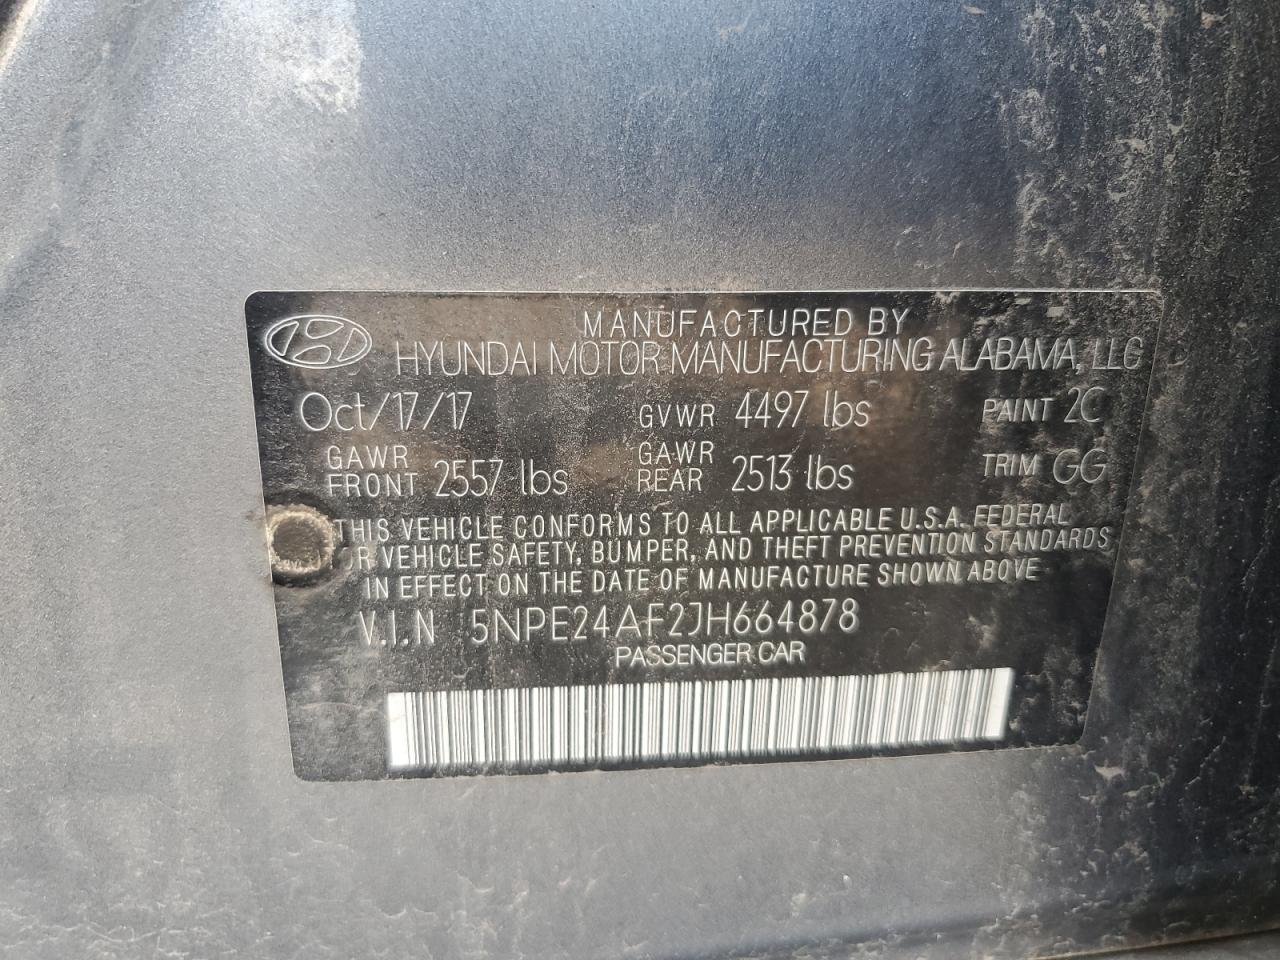 MANUFACTURED BY
HYUNDAI MOTOR MANUFACTURING ALABAMA, LLC
Oct/17/17 GVWR 4497 lbs PAINT 2C
GAWR FRONT 2557 lbs GAWR REAR 2513 lbs TRIM GG
THIS VEHICLE CONFORMS TO ALL APPLICABLE U.S.A. FEDERAL
VEHICLE SAFETY, BUMPER, AND THEFT PREVENTION STANDARDS
IN EFFECT ON THE DATE OF MANUFACTURE SHOWN ABOVE
V.I.N 5NPE24AF2JH664878
PASSENGER CAR